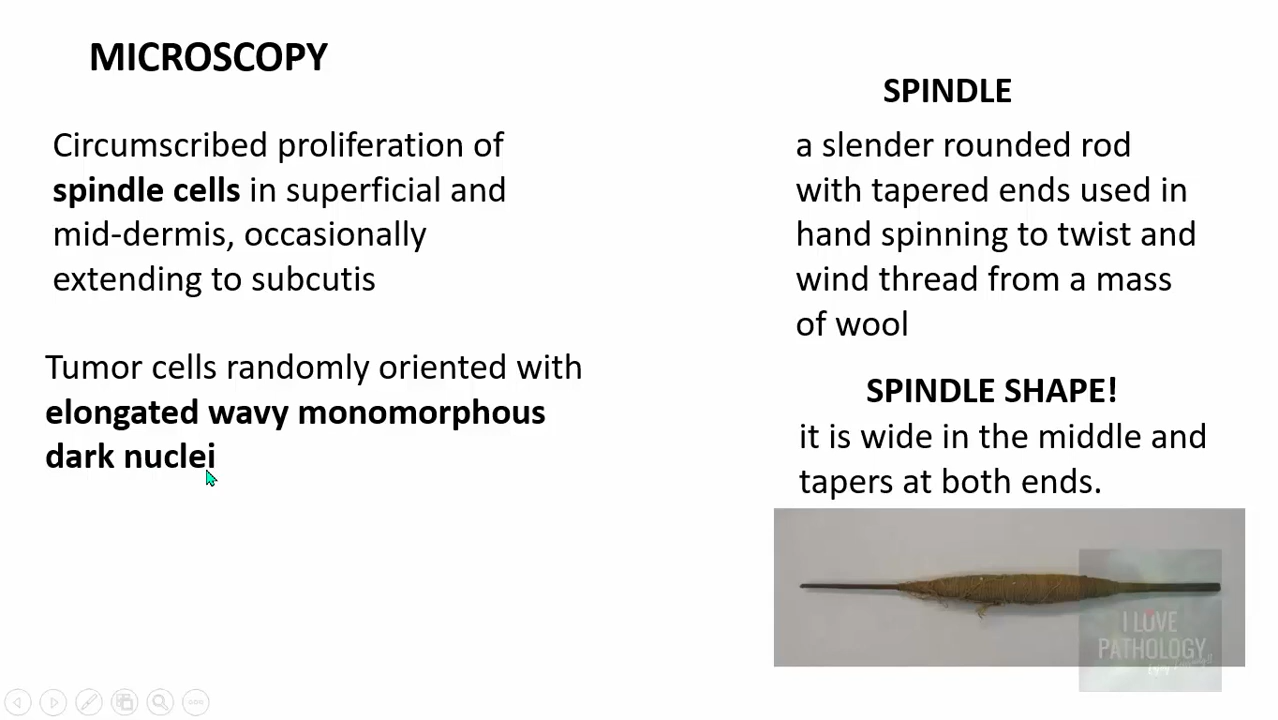 MICROSCOPY
Circumscribed proliferation of
spindle cells in superficial and
mid-dermis, occasionally
extending to subcutis
Tumor cells randomly oriented with
elongated wavy monomorphous
dark nuclei
SPINDLE
a slender rounded rod
with tapered ends used in
hand spinning to twist and
wind thread from a mass
of wool
SPINDLE SHAPE!
it is wide in the middle and
tapers at both ends.
I LOVE
PATHOLOGY